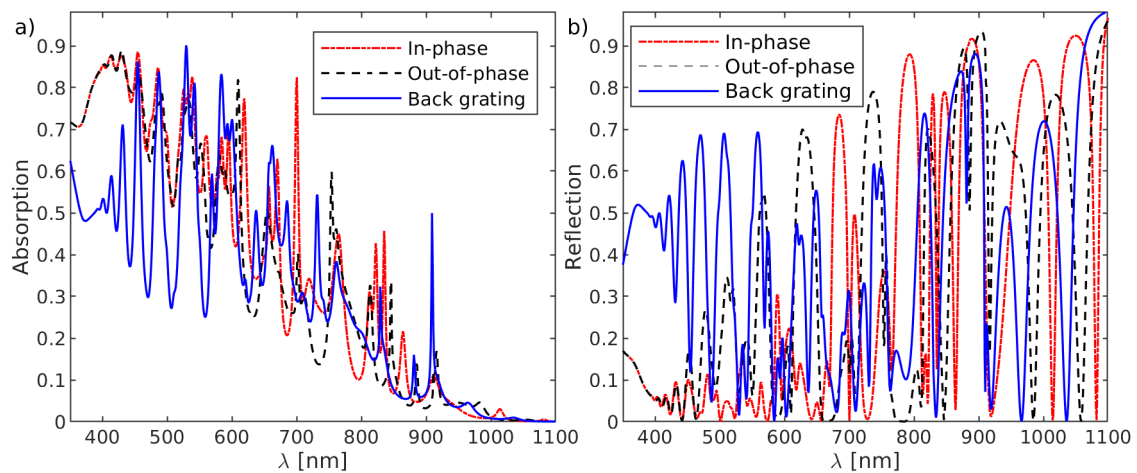 a)
In-phase
Out-of-phase
Back grating
Absorption
0.9
0.8
0.7
0.6
0.5
0.4
0.3
0.2
0.1
0
400 500 600 700 800 900 1000 1100
λ [nm]
b)
In-phase
Out-of-phase
Back grating
Reflection
0.9
0.8
0.7
0.6
0.5
0.4
0.3
0.2
0.1
0
400 500 600 700 800 900 1000 1100
λ [nm]